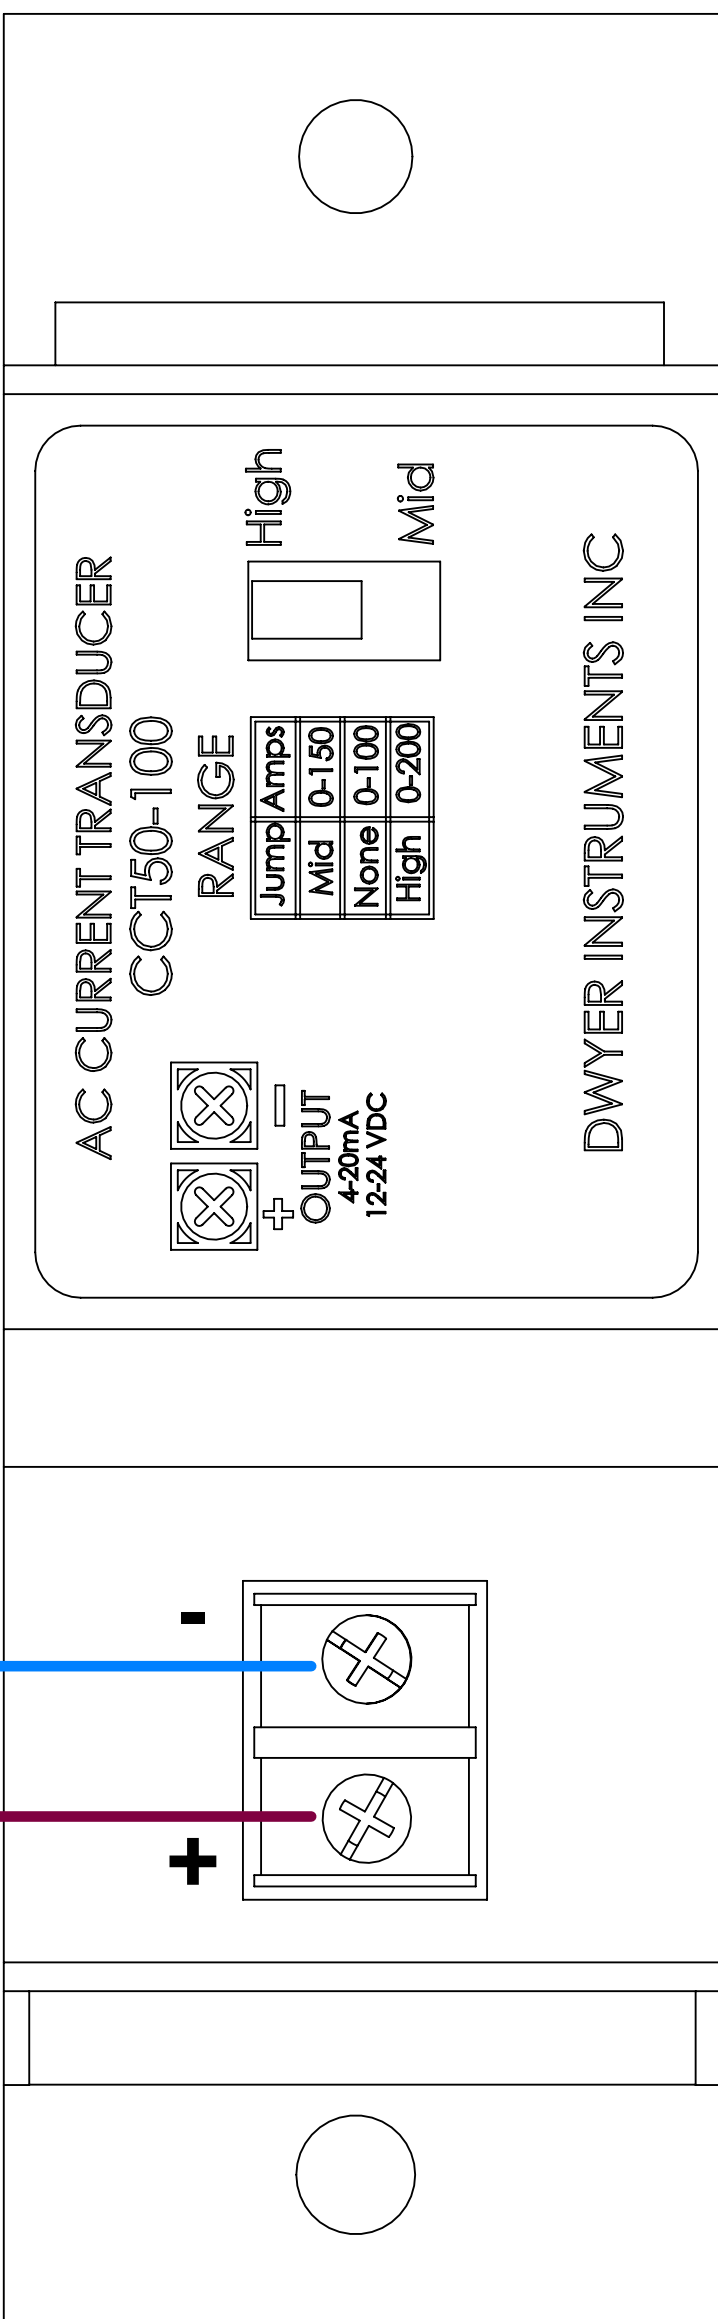 AC CURRENT TRANSDUCER
CCT50-100
RANGE
Jump Amps
Mid 0-150
None 0-100
High 0-200
High
Mid
+ -
OUTPUT
4-20mA
12-24 VDC
DWYER INSTRUMENTS INC
-
+